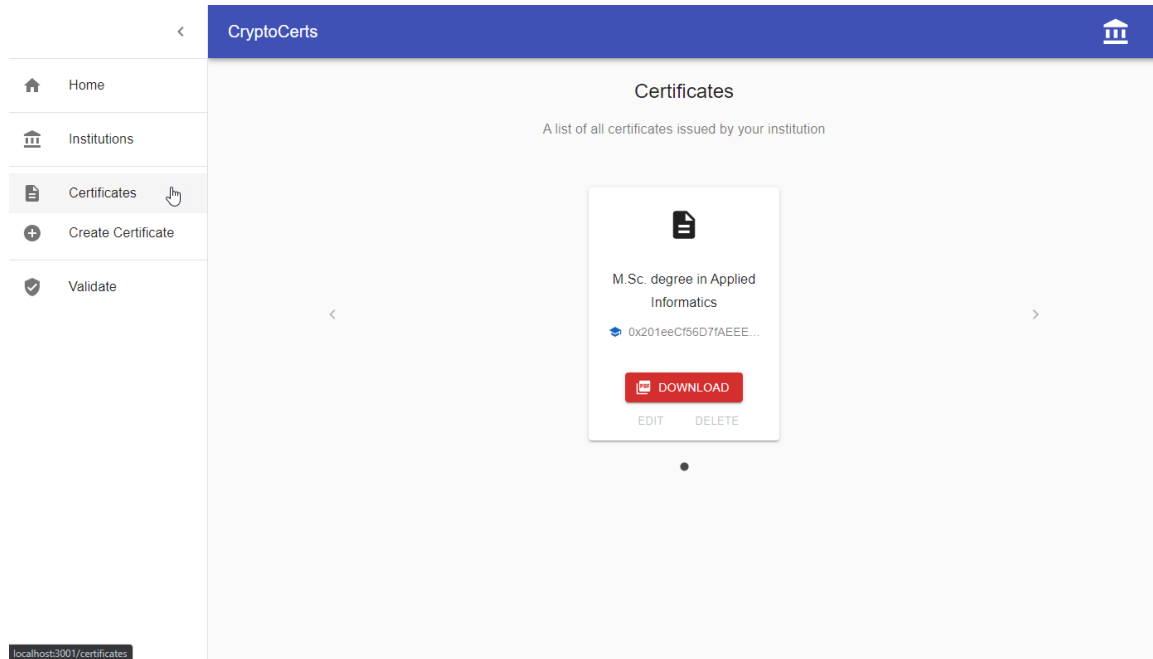 CryptoCerts
Home
Institutions
Certificates
Create Certificate
Validate
Certificates
A list of all certificates issued by your institution
M.Sc. degree in Applied
Informatics
0x201eeCf56D7fAEEE...
PDF DOWNLOAD
EDIT DELETE
localhost:3001/certificates